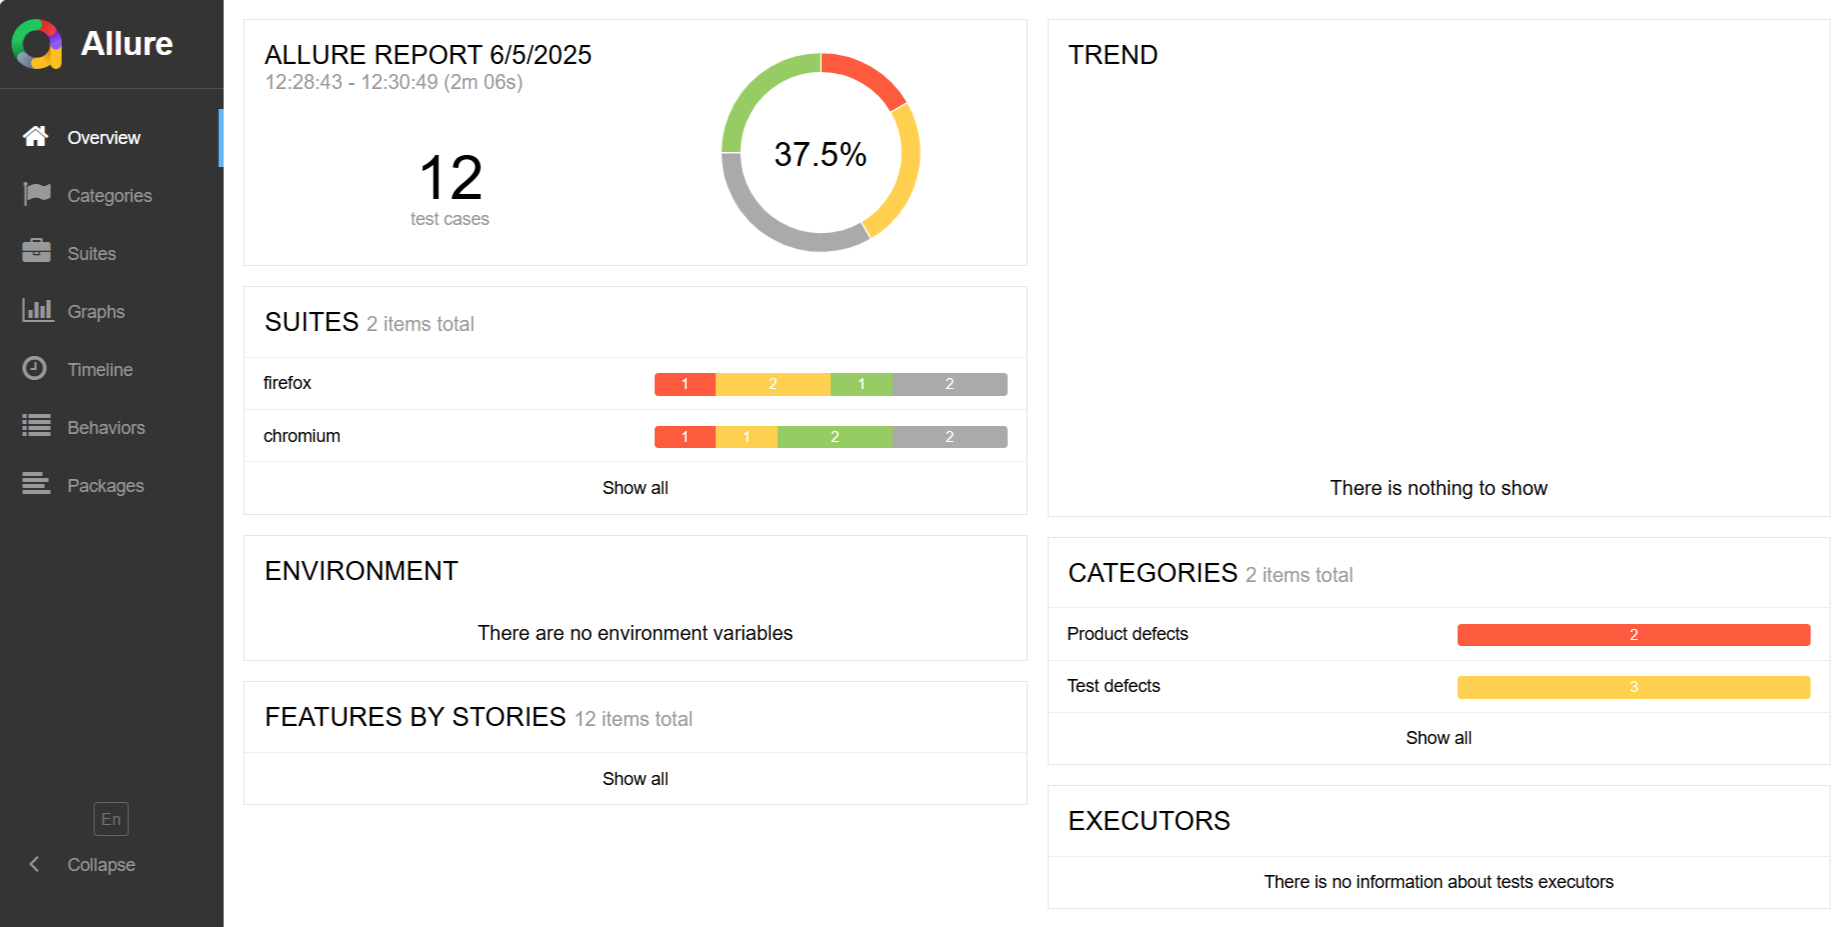 Allure
Overview
Categories
Suites
Graphs
Timeline
Behaviors
Packages
En
Collapse
ALLURE REPORT 6/5/2025
12:28:43 - 12:30:49 (2m 06s)
12
test cases
37.5%
SUITES 2 items total
firefox 1 2 1 2
chromium 1 1 2 2
Show all
ENVIRONMENT
There are no environment variables
FEATURES BY STORIES 12 items total
Show all
TREND
There is nothing to show
CATEGORIES 2 items total
Product defects 2
Test defects 3
Show all
EXECUTORS
There is no information about tests executors